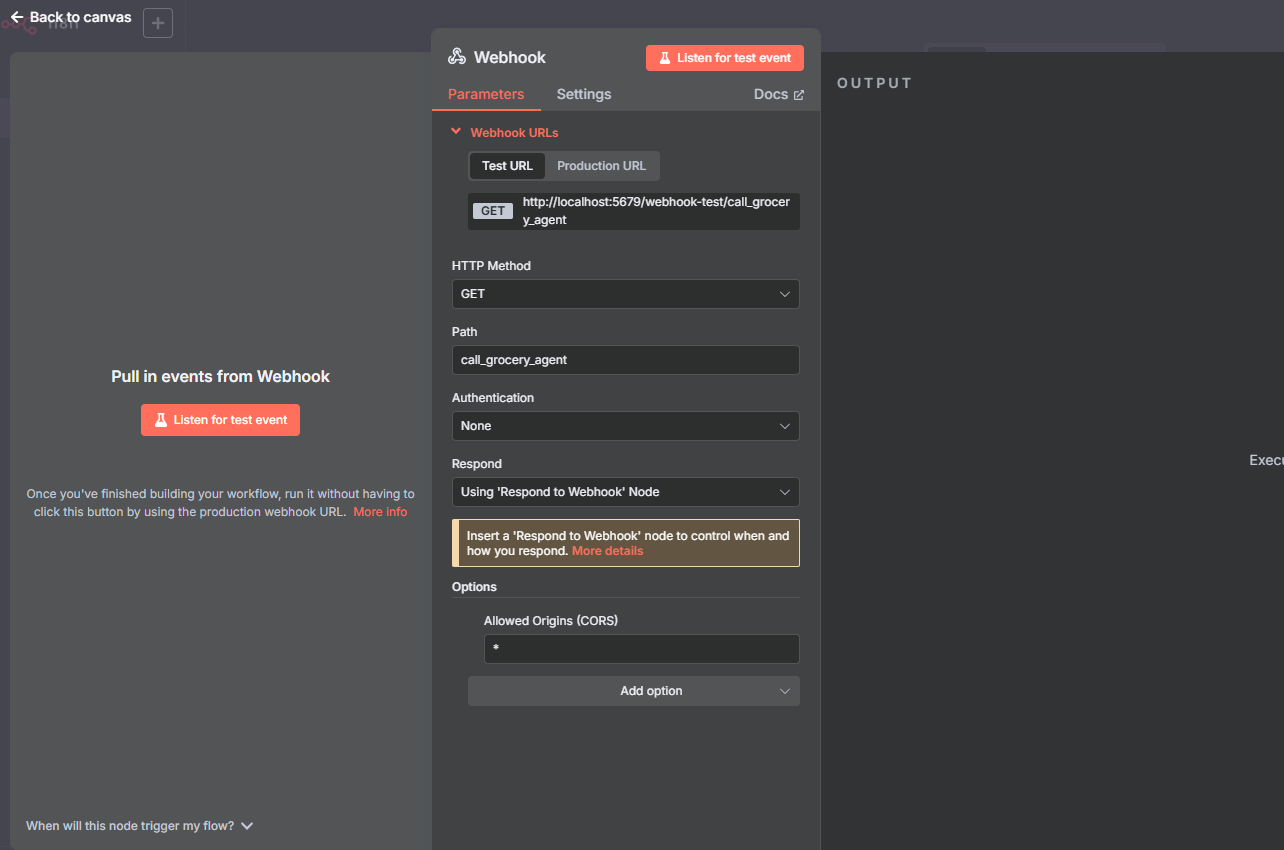 Back to canvas
n8n
Webhook
Listen for test event
Parameters
Settings
Docs
OUTPUT
Webhook URLs
Test URL
Production URL
GET
http://localhost:5679/webhook-test/call_grocer
y_agent
HTTP Method
GET
Path
call_grocery_agent
Authentication
None
Respond
Using 'Respond to Webhook' Node
Insert a 'Respond to Webhook' node to control when and
how you respond. More details
Options
Allowed Origins (CORS)
*
Add option
Pull in events from Webhook
Listen for test event
Once you've finished building your workflow, run it without having to
click this button by using the production webhook URL. More info
When will this node trigger my flow?
Execu